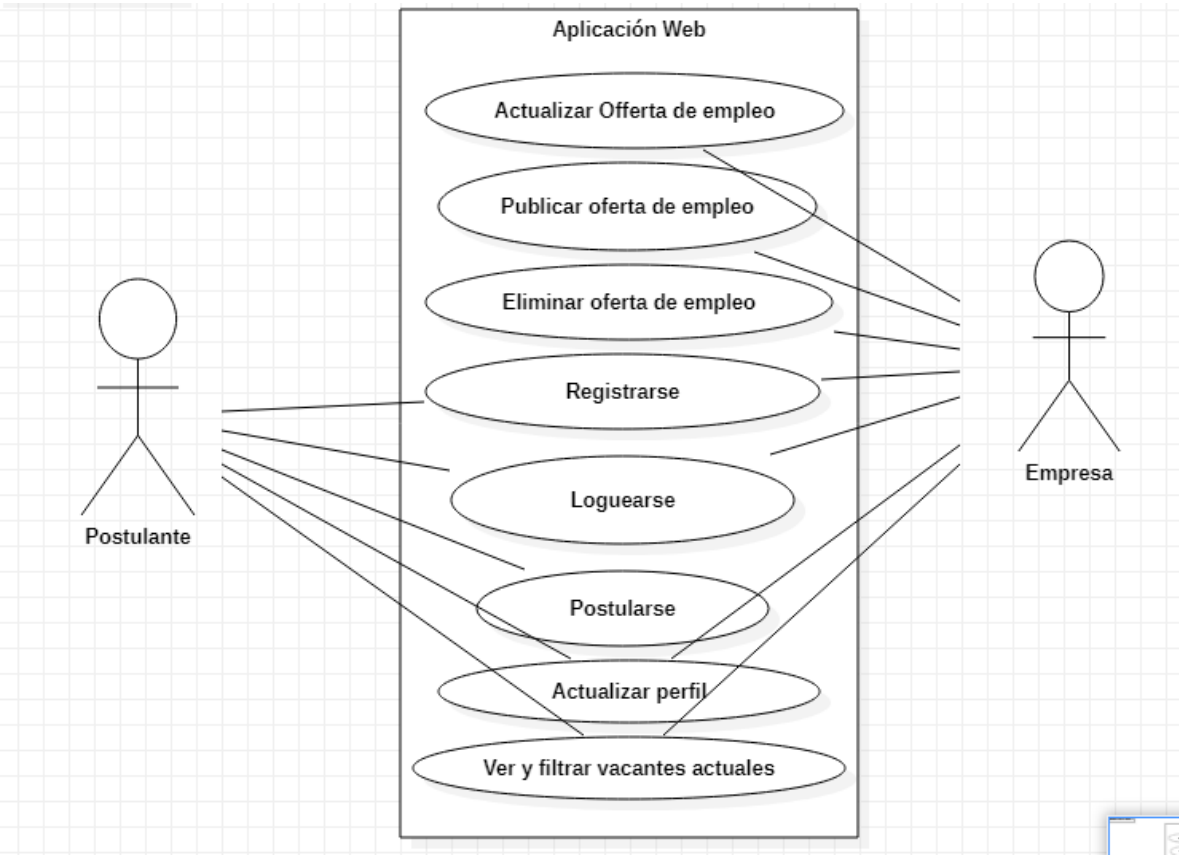 Aplicación Web
Actualizar Offerta de empleo
Publicar oferta de empleo
Eliminar oferta de empleo
Registrarse
Loguearse
Postularse
Actualizar perfil
Ver y filtrar vacantes actuales
Postulante
Empresa